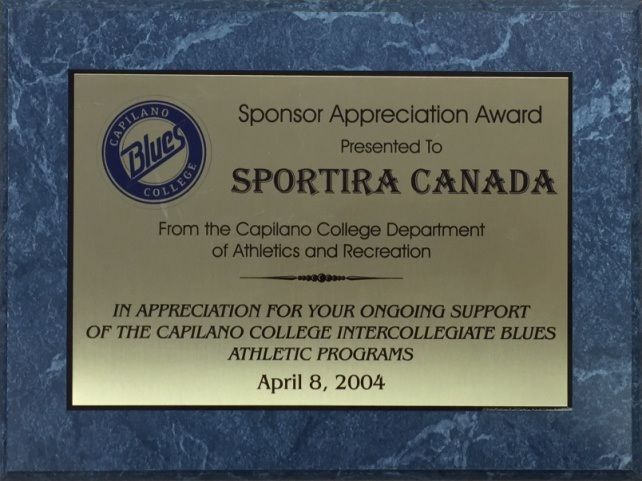 CAPILANO
Blues
COLLEGE
Sponsor Appreciation Award
Presented To
SPORTIRA CANADA
From the Capilano College Department
of Athletics and Recreation
IN APPRECIATION FOR YOUR ONGOING SUPPORT
OF THE CAPILANO COLLEGE INTERCOLLEGIATE BLUES
ATHLETIC PROGRAMS
April 8, 2004